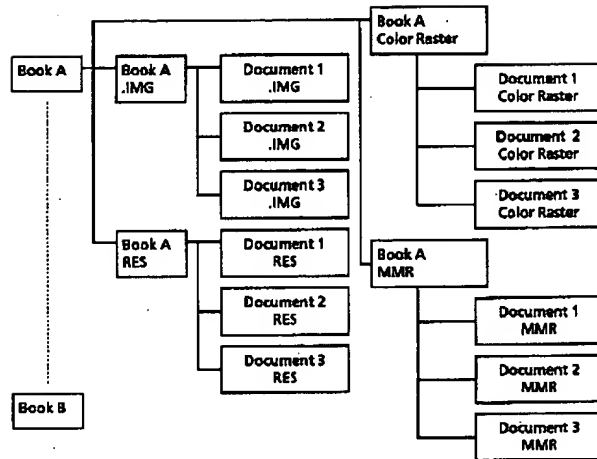 Book A
Color Raster
Book A
Book A
.IMG
Document 1
.IMG
Document 1
Color Raster
Document 2
.IMG
Document 2
Color Raster
Document 3
.IMG
Document 3
Color Raster
Book A
RES
Document 1
RES
Book A
MMR
Document 2
RES
Document 1
MMR
Document 3
RES
Document 2
MMR
Book B
Document 3
MMR